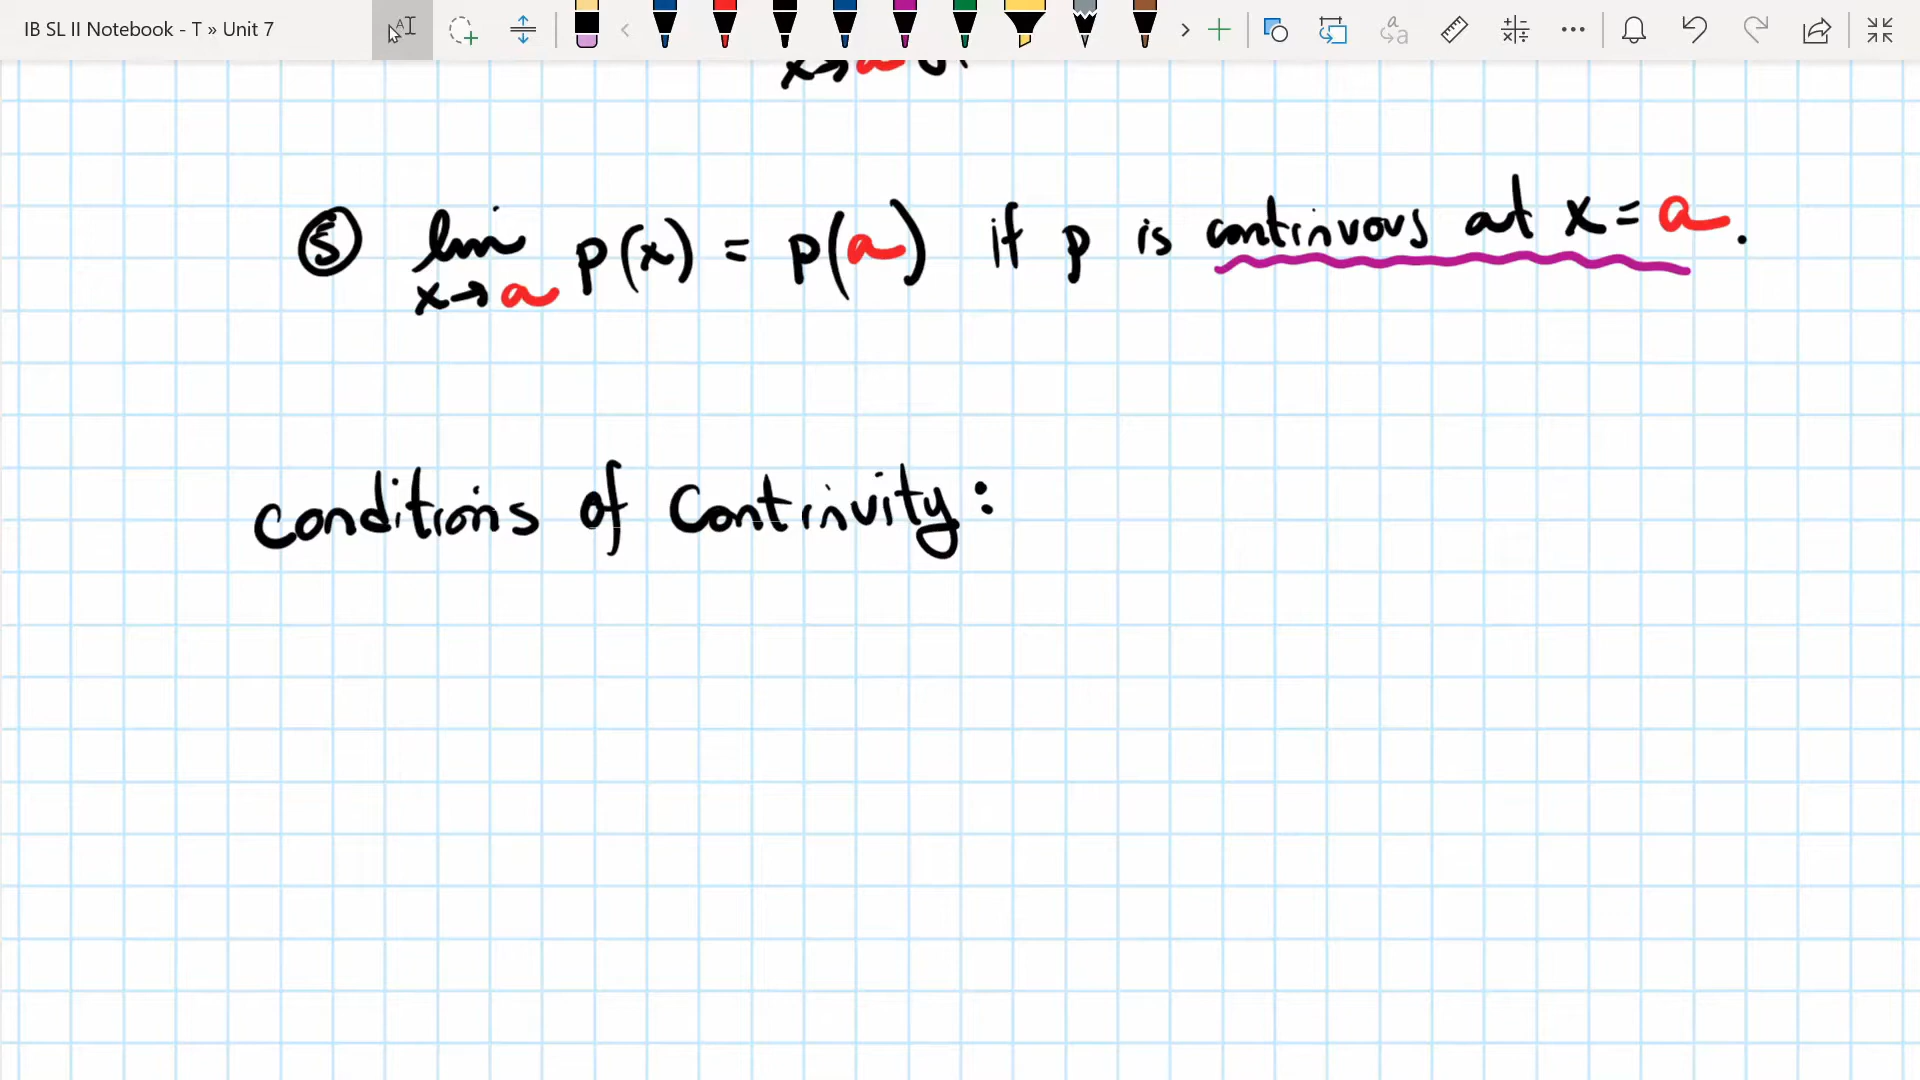 IB SL II Notebook - T » Unit 7
x→a
⑤ lim p(x) = p(a) if p is continuous at x = a.
x→a
conditions of Continuity: